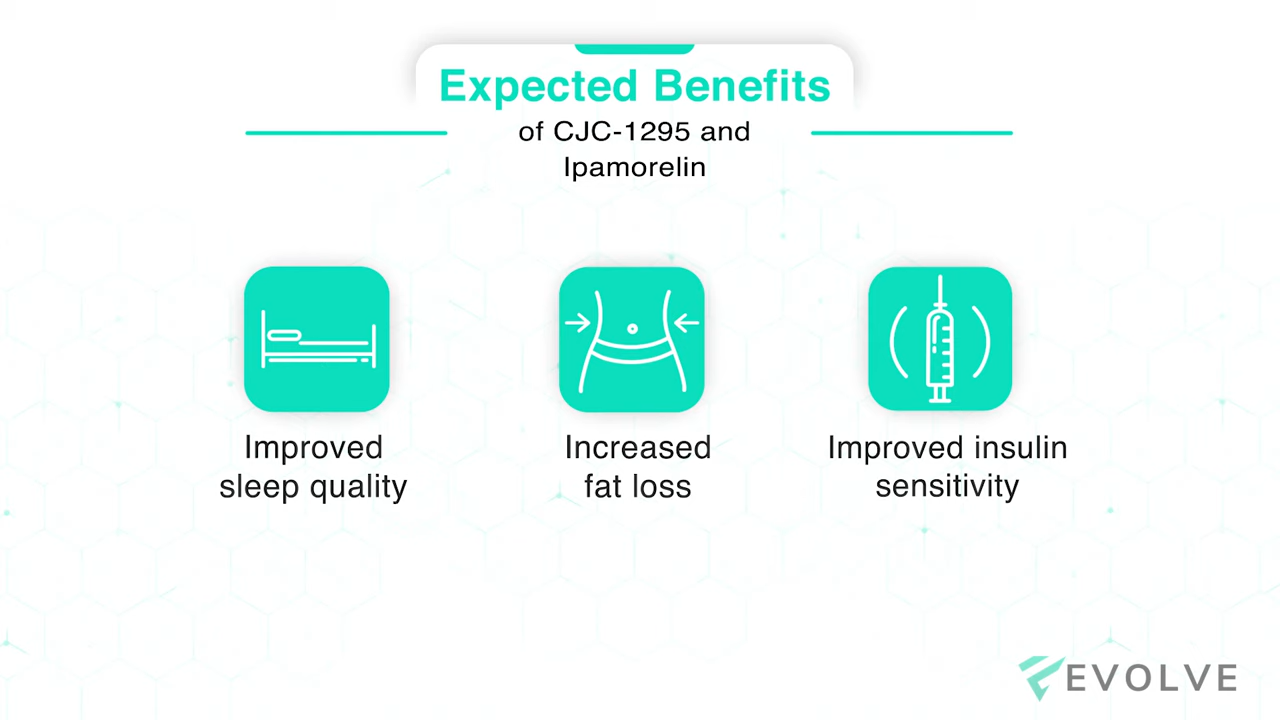 Expected Benefits
of CJC-1295 and
Ipamorelin
Improved
sleep quality
Increased
fat loss
Improved insulin
sensitivity
EVOLVE